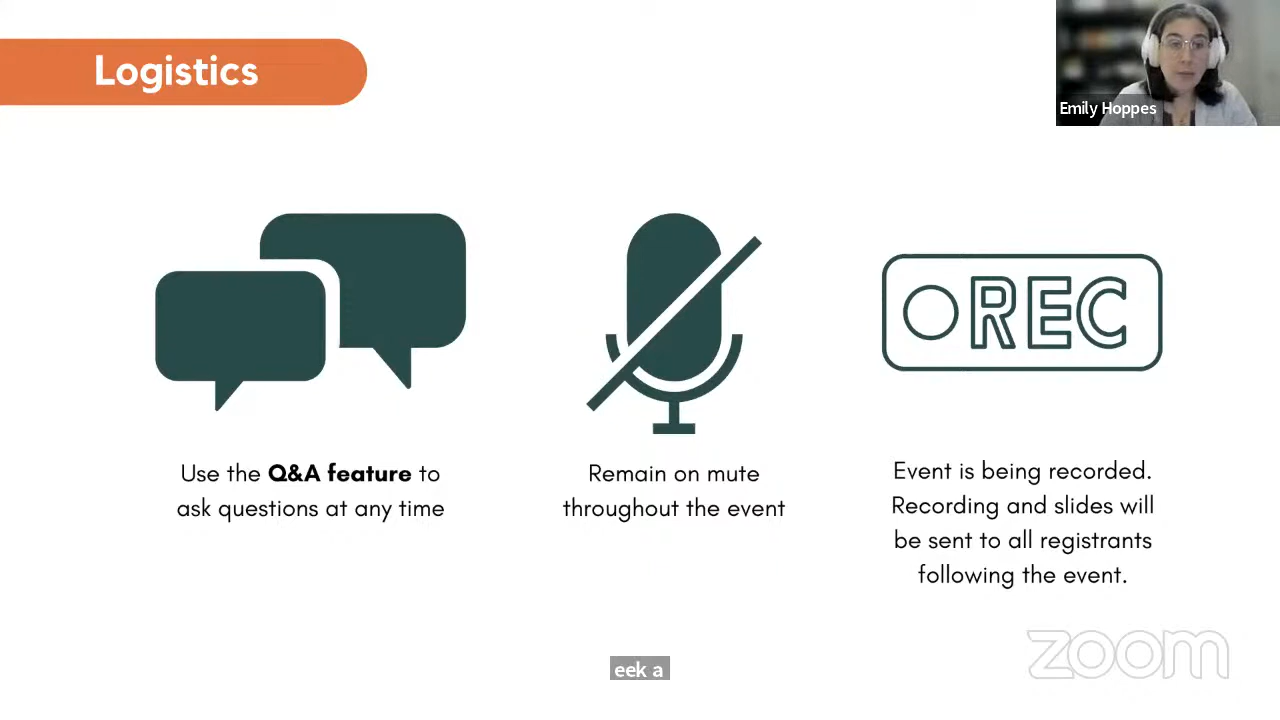 Logistics
Emily Hoppes
REC
Use the Q&A feature to
ask questions at any time
Remain on mute
throughout the event
Event is being recorded.
Recording and slides will
be sent to all registrants
following the event.
zoom
eek a